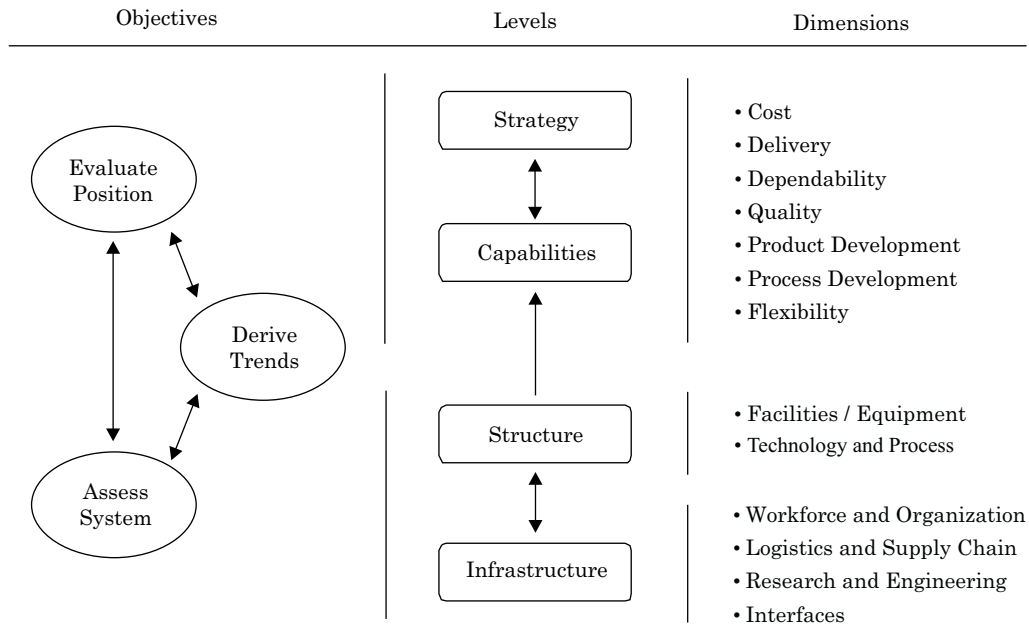 Objectives
Levels
Dimensions
Evaluate
Position
Derive
Trends
Assess
System
Strategy
Capabilities
Structure
Infrastructure
• Cost
• Delivery
• Dependability
• Quality
• Product Development
• Process Development
• Flexibility
• Facilities / Equipment
• Technology and Process
• Workforce and Organization
• Logistics and Supply Chain
• Research and Engineering
• Interfaces